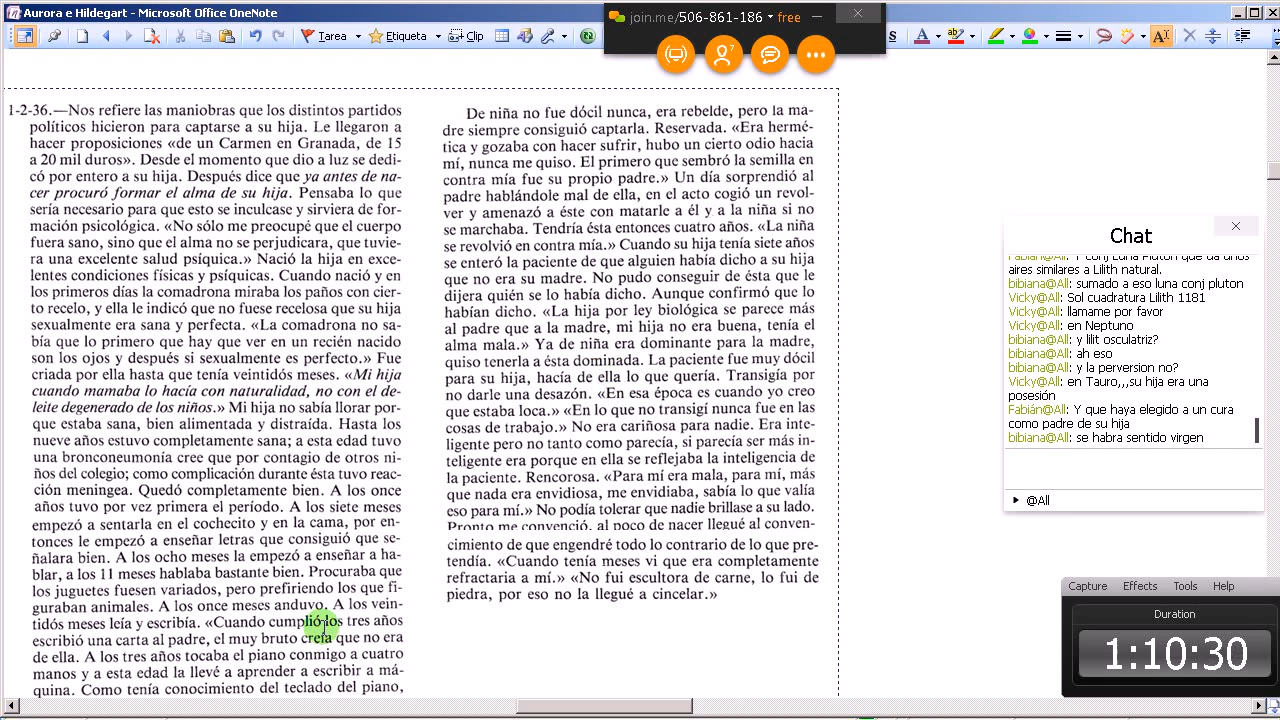 Aurora e Hildegart - Microsoft Office OneNote
join.me/506-861-186 free
Tarea
Etiqueta
Clip
7
1-2-36.—Nos refiere las maniobras que los distintos partidos
políticos hicieron para captarse a su hija. Le llegaron a
hacer proposiciones «de un Carmen en Granada, de 15
a 20 mil duros». Desde el momento que dio a luz se dedi-
có por entero a su hija. Después dice que ya antes de na-
cer procuró formar el alma de su hija. Pensaba lo que
sería necesario para que esto se inculcase y sirviera de for-
mación psicológica. «No sólo me preocupé que el cuerpo
fuera sano, sino que el alma no se perjudicara, que tuvie-
ra una excelente salud psíquica.» Nació la hija en exce-
lentes condiciones físicas y psíquicas. Cuando nació y en
los primeros días la comadrona miraba los paños con cier-
to recelo, y ella le indicó que no fuese recelosa que su hija
sexualmente era sana y perfecta. «La comadrona no sa-
bía que lo primero que hay que ver en un recién nacido
son los ojos y después si sexualmente es perfecto.» Fue
criada por ella hasta que tenía veintidós meses. «Mi hija
cuando mamaba lo hacía con naturalidad, no con el de-
leite degenerado de los niños.» Mi hija no sabía llorar por-
que estaba sana, bien alimentada y distraída. Hasta los
nueve años estuvo completamente sana; a esta edad tuvo
una bronconeumonía cree que por contagio de otros ni-
ños del colegio; como complicación durante ésta tuvo reac-
ción meningea. Quedó completamente bien. A los once
años tuvo por vez primera el período. A los siete meses
empezó a sentarla en el cochecito y en la cama, por en-
tonces le empezó a enseñar letras que consiguió que se-
ñalara bien. A los ocho meses la empezó a enseñar a ha-
blar, a los 11 meses hablaba bastante bien. Procuraba que
los juguetes fuesen variados, pero prefiriendo los que fi-
guraban animales. A los once meses anduvo. A los vein-
tidós meses leía y escribía. «Cuando cumplió los tres años
escribió una carta al padre, el muy bruto creía que no era
de ella. A los tres años tocaba el piano conmigo a cuatro
manos y a esta edad la llevé a aprender a escribir a má-
quina. Como tenía conocimiento del teclado del piano,
De niña no fue dócil nunca, era rebelde, pero la ma-
dre siempre consiguió captarla. Reservada. «Era hermé-
tica y gozaba con hacer sufrir, hubo un cierto odio hacia
mí, nunca me quiso. El primero que sembró la semilla en
contra mía fue su propio padre.» Un día sorprendió al
padre hablándole mal de ella, en el acto cogió un revol-
ver y amenazó a éste con matarle a él y a la niña si no
se marchaba. Tendría ésta entonces cuatro años. «La niña
se revolvió en contra mía.» Cuando su hija tenía siete años
se enteró la paciente de que alguien había dicho a su hija
que no era su madre. No pudo conseguir de ésta que le
dijera quién se lo había dicho. Aunque confirmó que lo
habían dicho. «La hija por ley biológica se parece más
al padre que a la madre, mi hija no era buena, tenía el
alma mala.» Ya de niña era dominante para la madre,
quiso tenerla a ésta dominada. La paciente fue muy dócil
para su hija, hacía de ella lo que quería. Transigía por
no darle una desazón. «En esa época es cuando yo creo
que estaba loca.» «En lo que no transigí nunca fue en las
cosas de trabajo.» No era cariñosa para nadie. Era inte-
ligente pero no tanto como parecía, si parecía ser más in-
teligente era porque en ella se reflejaba la inteligencia de
la paciente. Rencorosa. «Para mí era mala, para mí, más
que nada era envidiosa, me envidiaba, sabía lo que valía
eso para mí.» No podía tolerar que nadie brillase a su lado.
Pronto me convenció, al poco de nacer llegué al conven-
cimiento de que engendré todo lo contrario de lo que pre-
tendía. «Cuando tenía meses vi que era completamente
refractaria a mí.» «No fui escultora de carne, lo fui de
piedra, por eso no la llegué a cincelar.»
Chat
aires similares a Lilith natural.
bibiana@All: sumado a eso luna conj pluton
Vicky@All: Sol cuadratura Lilith 1181
Vicky@All: llamame por favor
Vicky@All: en Neptuno
bibiana@All: y lilit osculatriz?
bibiana@All: ah eso
bibiana@All: y la perversion no?
Vicky@All: en Tauro,,,su hija era una
posesión
Fabián@All: Y que haya elegido a un cura
como padre de su hija
bibiana@All: se habra sentido virgen
@All
Capture Effects Tools Help
Duration
1:10:30